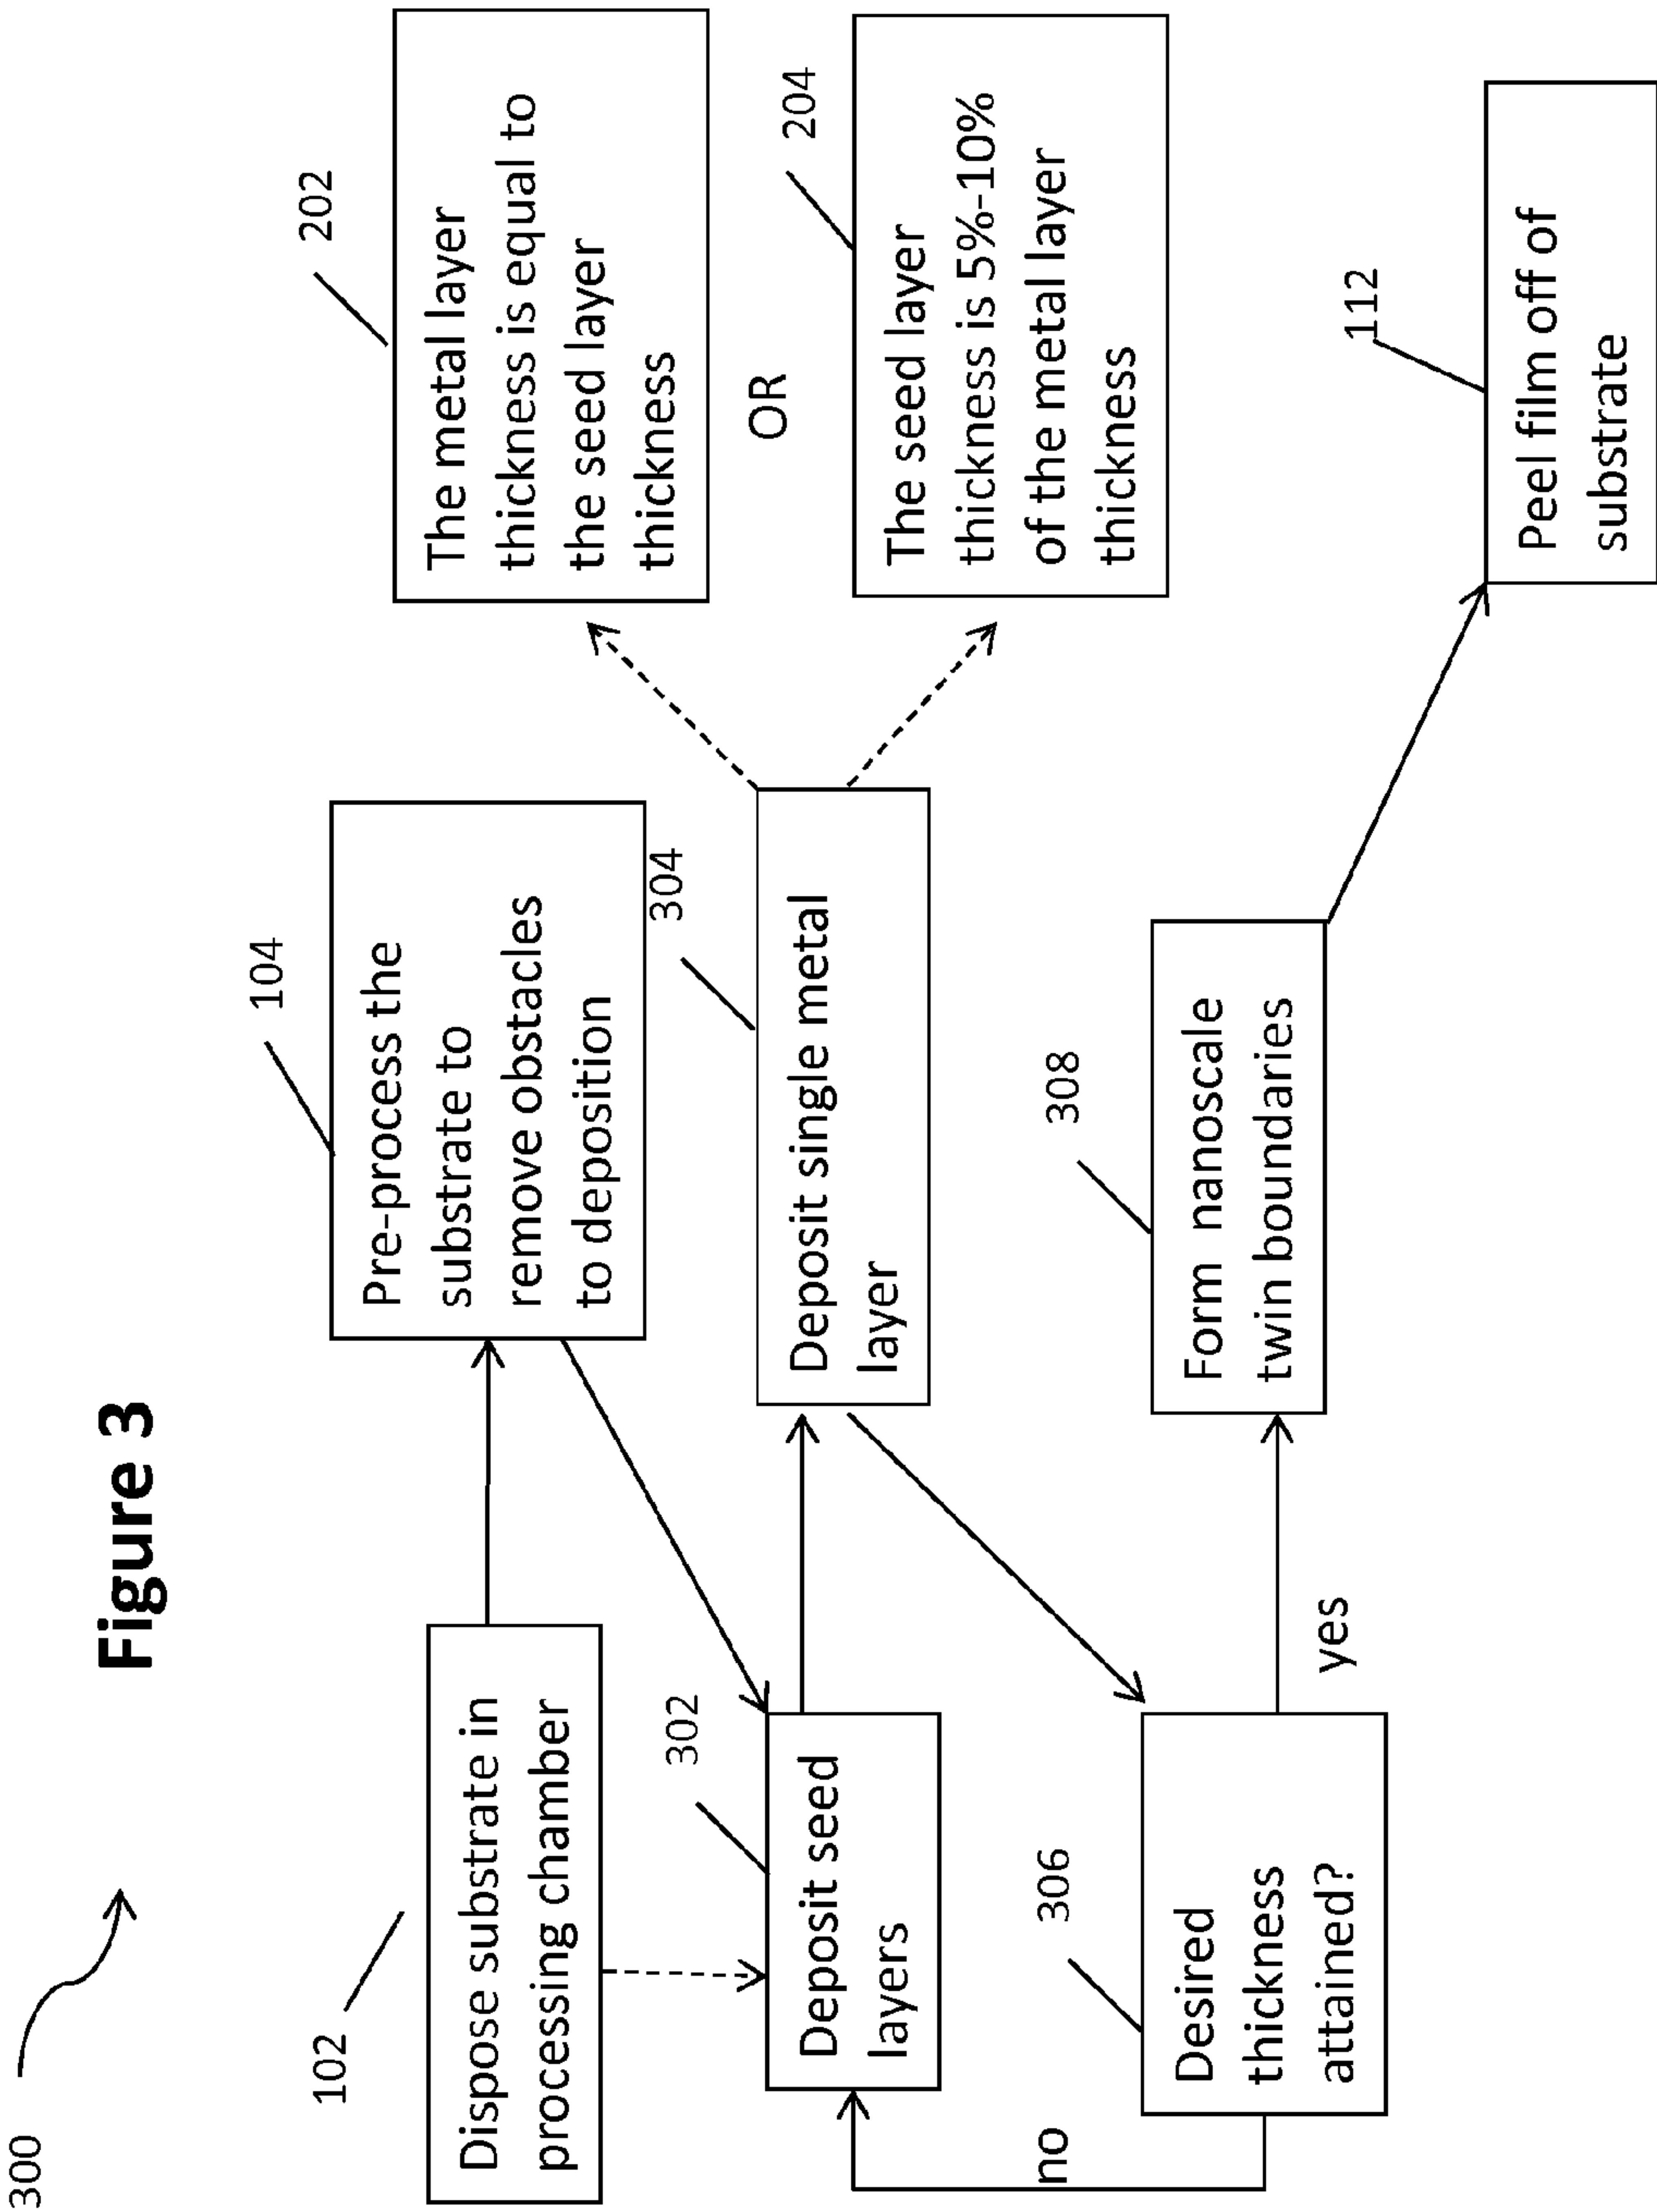 300
Figure 3
102
Dispose substrate in
processing chamber
104
Pre-process the
substrate to
remove obstacles
to deposition
202
The metal layer
thickness is equal to
the seed layer
thickness
OR
302
Deposit seed
layers
304
Deposit single metal
layer
204
The seed layer
thickness is 5%-10%
of the metal layer
thickness
no
306
Desired
thickness
attained?
yes
308
Form nanoscale
twin boundaries
112
Peel film off of
substrate